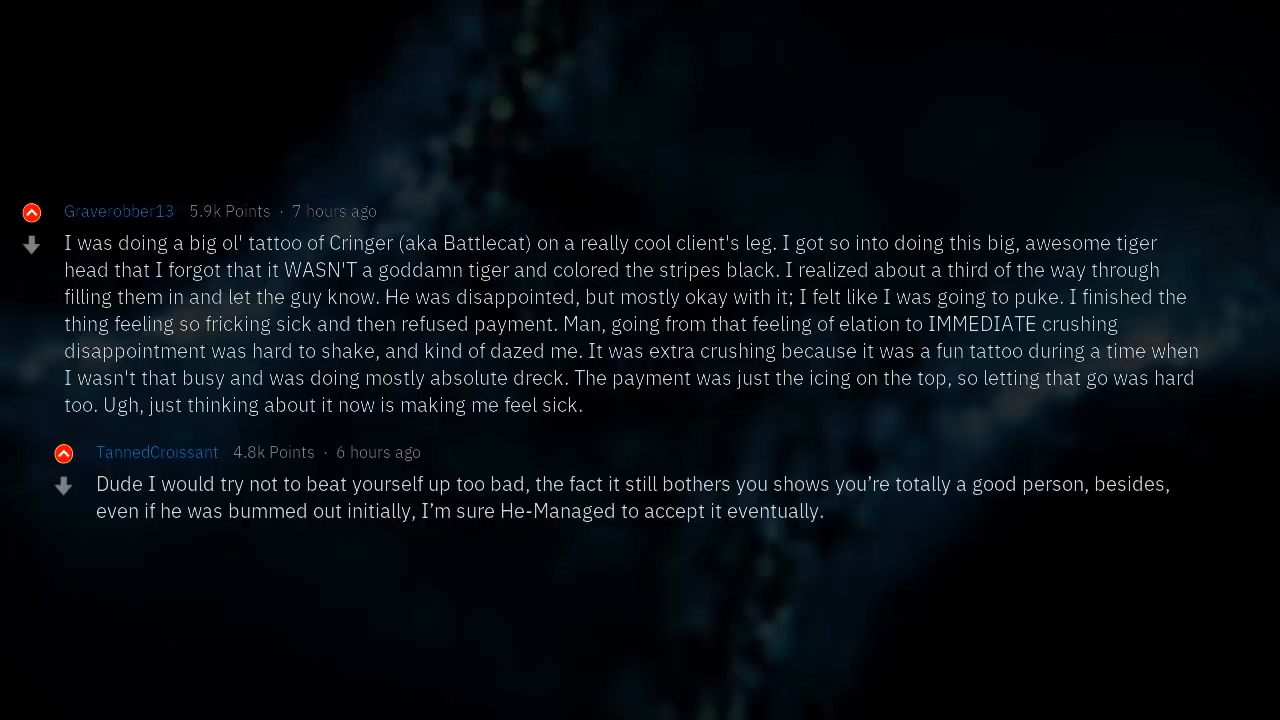 Graverobber13 5.9k Points · 7 hours ago
I was doing a big ol' tattoo of Cringer (aka Battlecat) on a really cool client's leg. I got so into doing this big, awesome tiger
head that I forgot that it WASN'T a goddamn tiger and colored the stripes black. I realized about a third of the way through
filling them in and let the guy know. He was disappointed, but mostly okay with it; I felt like I was going to puke. I finished the
thing feeling so fricking sick and then refused payment. Man, going from that feeling of elation to IMMEDIATE crushing
disappointment was hard to shake, and kind of dazed me. It was extra crushing because it was a fun tattoo during a time when
I wasn't that busy and was doing mostly absolute dreck. The payment was just the icing on the top, so letting that go was hard
too. Ugh, just thinking about it now is making me feel sick.
TannedCroissant 4.8k Points · 6 hours ago
Dude I would try not to beat yourself up too bad, the fact it still bothers you shows you’re totally a good person, besides,
even if he was bummed out initially, I’m sure He-Managed to accept it eventually.